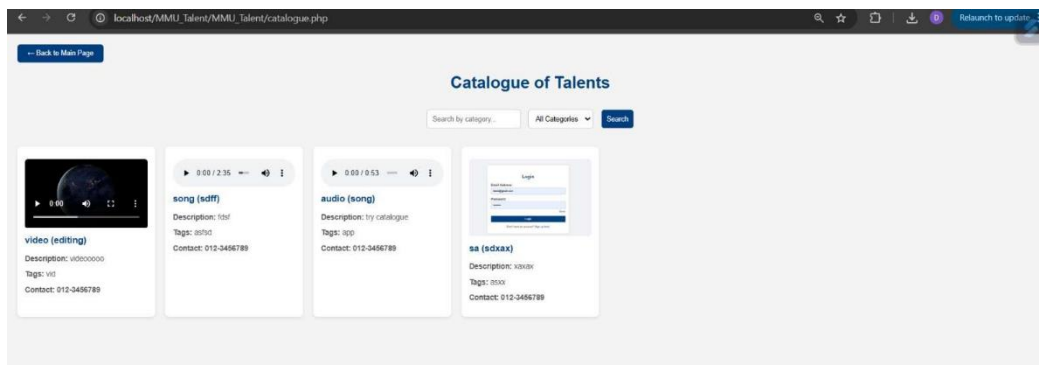 localhost/MMU_Talent/MMU_Talent/catalogue.php
Relaunch to update
← Back to Main Page
Catalogue of Talents
Search by category..
All Categories
Search
0:00
video (editing)
Description: videooooo
Tags: vid
Contact: 012-3456789
0:00 / 2:35
song (sdff)
Description: fdsf
Tags: asfsd
Contact: 012-3456789
0:00 / 0:53
audio (song)
Description: try catalogue
Tags: app
Contact: 012-3456789
Login
sa (sdxax)
Description: xaxax
Tags: asxx
Contact: 012-3456789